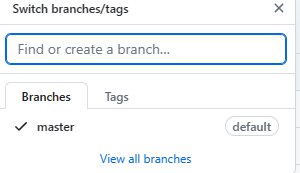 Switch branches/tags
Find or create a branch...
Branches Tags
master default
View all branches